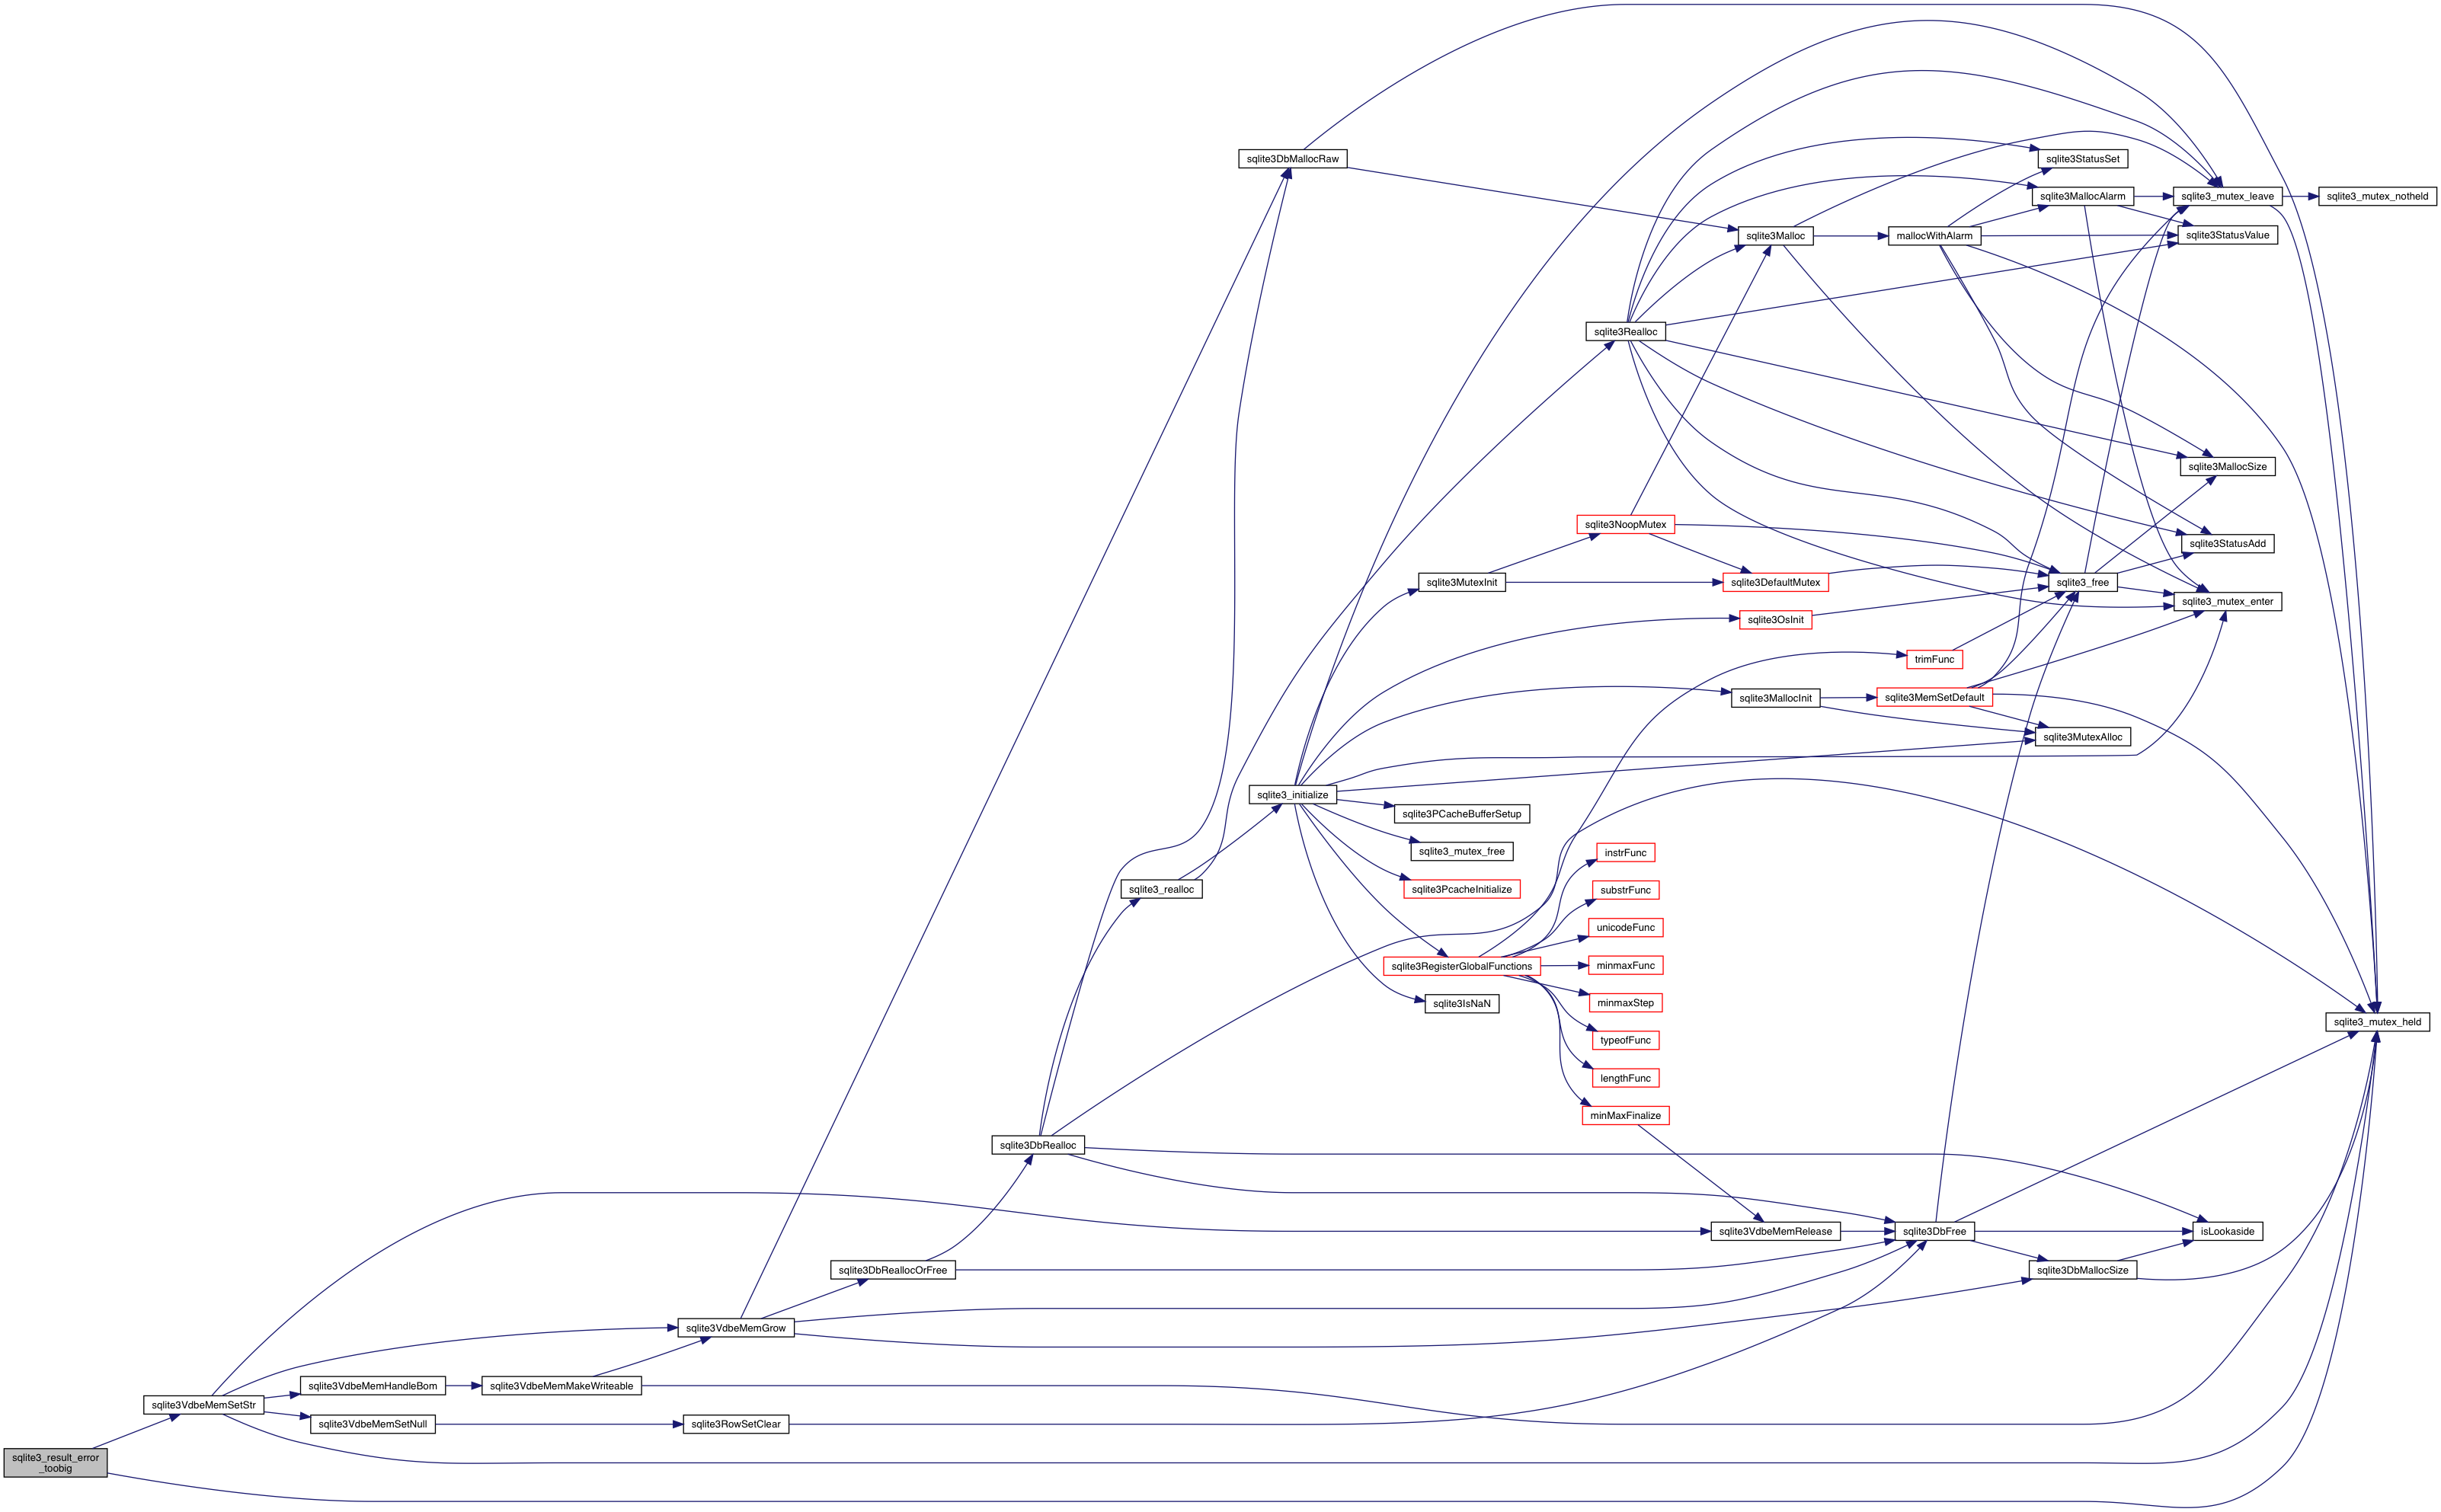 sqlite3DbMallocRaw
sqlite3StatusSet
sqlite3MallocAlarm
sqlite3_mutex_leave
sqlite3_mutex_notheld
sqlite3Malloc
mallocWithAlarm
sqlite3StatusValue
sqlite3Realloc
sqlite3MallocSize
sqlite3NoopMutex
sqlite3StatusAdd
sqlite3MutexInit
sqlite3DefaultMutex
sqlite3_free
sqlite3_mutex_enter
sqlite3OsInit
trimFunc
sqlite3MallocInit
sqlite3MemSetDefault
sqlite3MutexAlloc
sqlite3_initialize
sqlite3PCacheBufferSetup
sqlite3_mutex_free
instrFunc
sqlite3_realloc
sqlite3PcacheInitialize
substrFunc
unicodeFunc
sqlite3RegisterGlobalFunctions
minmaxFunc
sqlite3IsNaN
minmaxStep
sqlite3_mutex_held
typeofFunc
lengthFunc
minMaxFinalize
sqlite3DbRealloc
sqlite3VdbeMemRelease
sqlite3DbFree
isLookaside
sqlite3DbReallocOrFree
sqlite3DbMallocSize
sqlite3VdbeMemGrow
sqlite3VdbeMemHandleBom
sqlite3VdbeMemMakeWriteable
sqlite3VdbeMemSetStr
sqlite3VdbeMemSetNull
sqlite3RowSetClear
sqlite3_result_error
_toobig